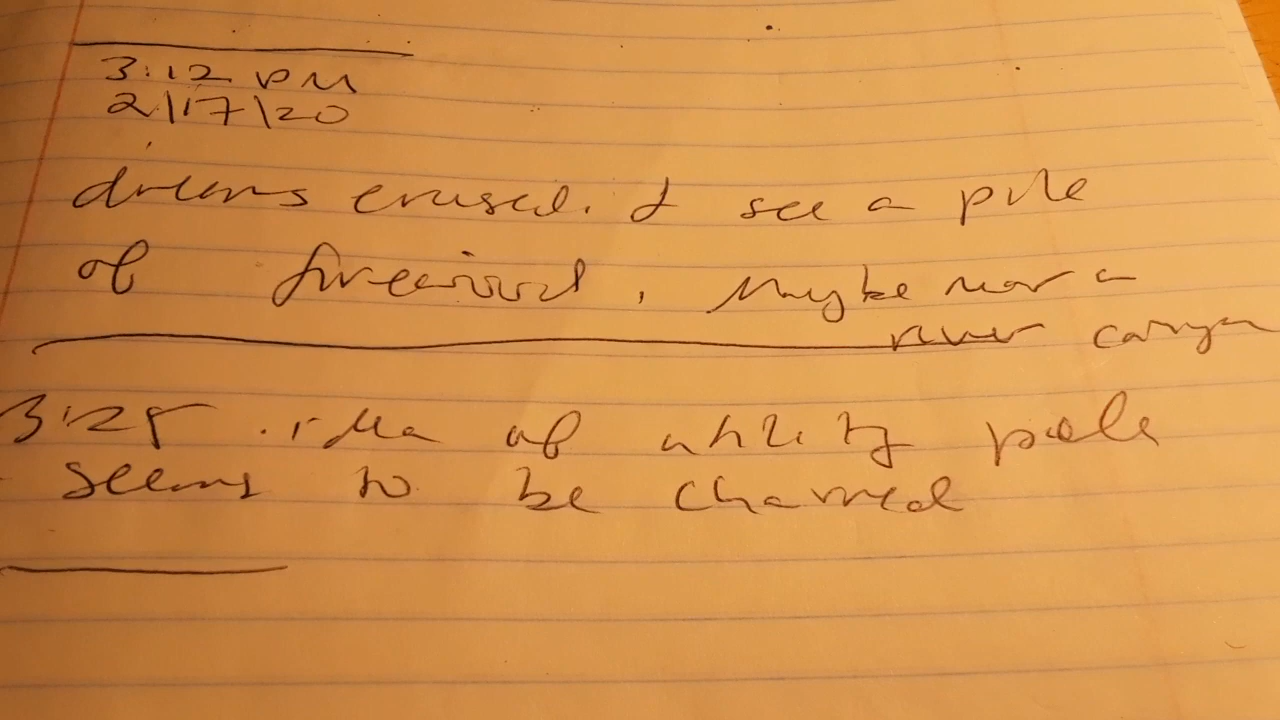 3:12 PM
2/17/20
dreams erased. I see a pile
of firewood, Maybe near a
river canyon
3:25 . idea of utility pole
seems to be charred